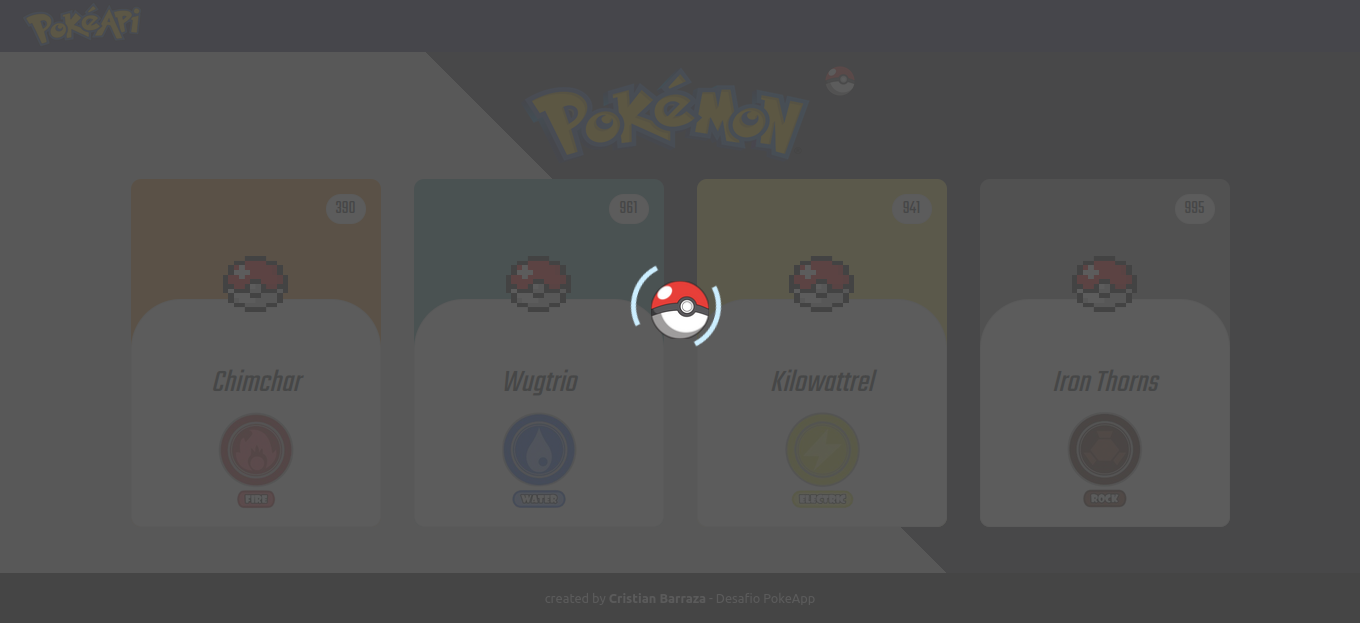 PokéApi
Pokémon
390
961
941
995
Chimchar
Wugtrio
Kilowattrel
Iron Thorns
FIRE
WATER
ELECTRIC
ROCK
created by Cristian Barraza - Desafío PokeApp